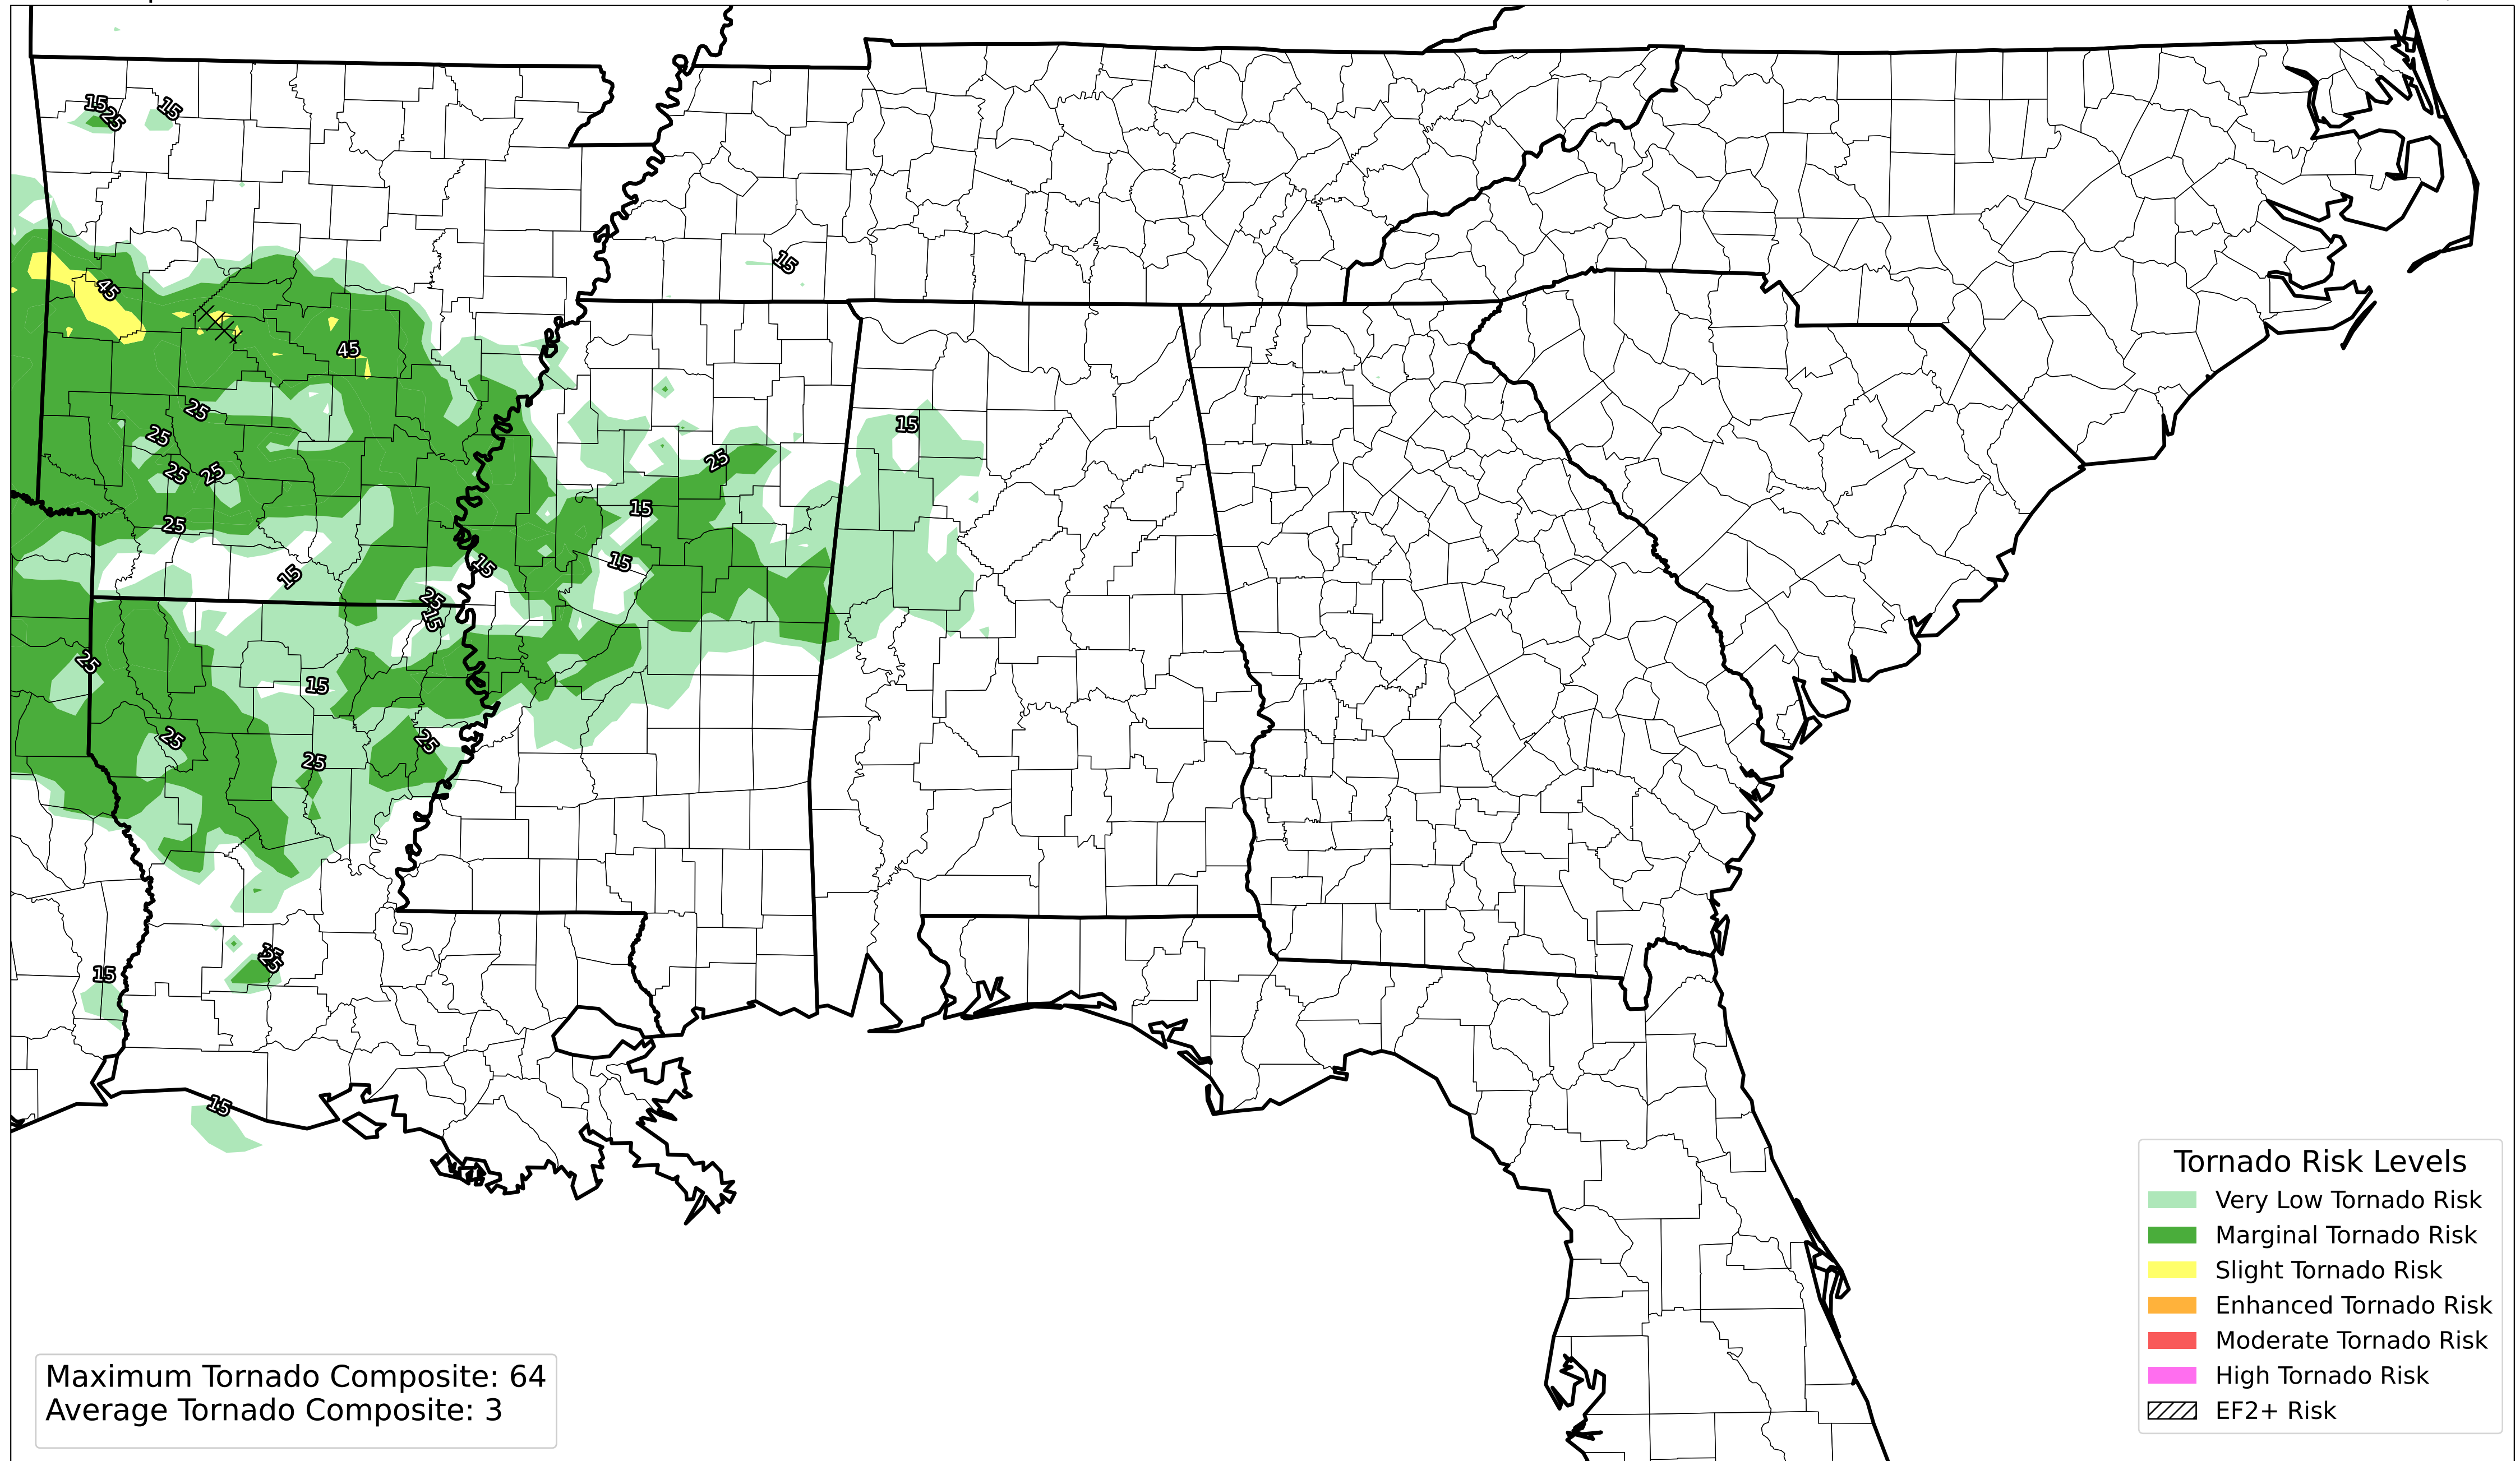 15
25
15
15
45
45
25
15
25
25
25
25
15
25
15
15
15
25
15
25
15
25
25
25
15
25
15
15
Tornado Risk Levels
Very Low Tornado Risk
Marginal Tornado Risk
Slight Tornado Risk
Enhanced Tornado Risk
Moderate Tornado Risk
High Tornado Risk
EF2+ Risk
Maximum Tornado Composite: 64
Average Tornado Composite: 3